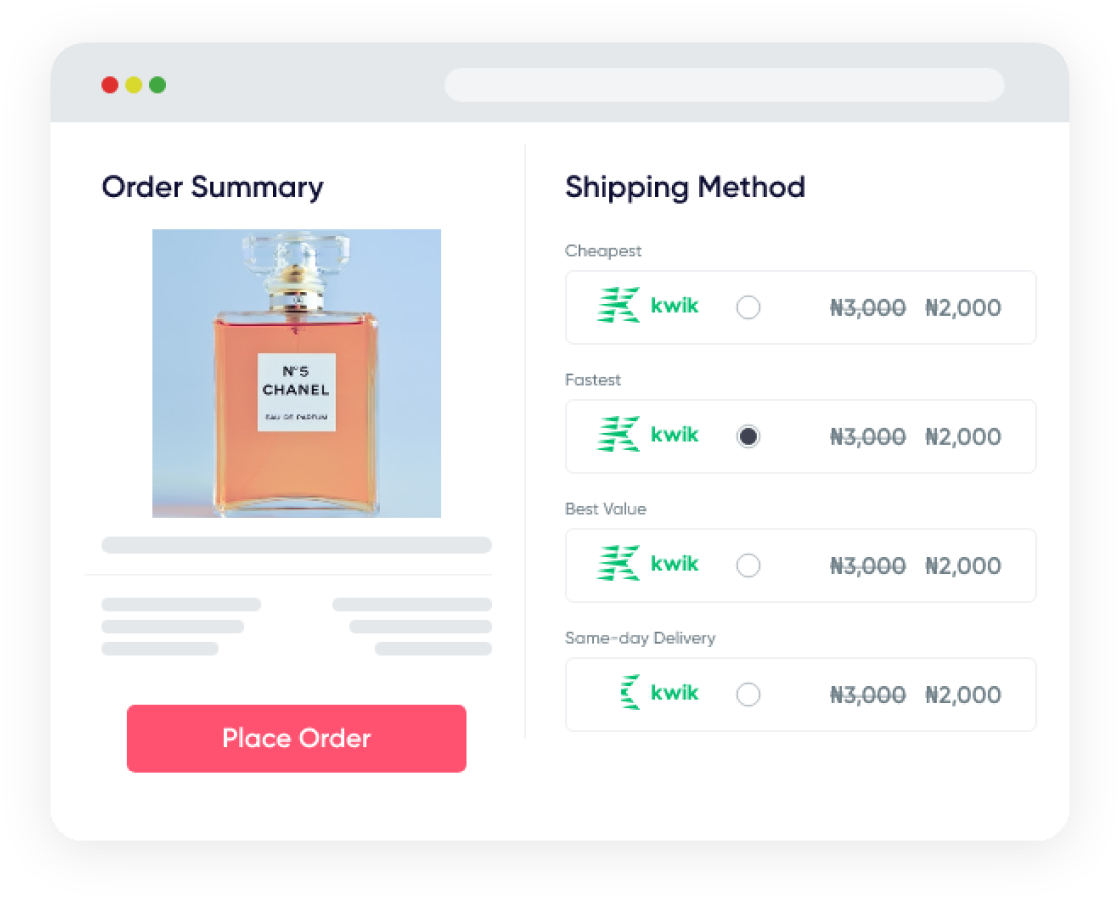 Order Summary
N°5
CHANEL
EAU DE PARFUM
Place Order
Shipping Method
Cheapest
kwik ₦3,000 ₦2,000
Fastest
kwik ₦3,000 ₦2,000
Best Value
kwik ₦3,000 ₦2,000
Same-day Delivery
kwik ₦3,000 ₦2,000